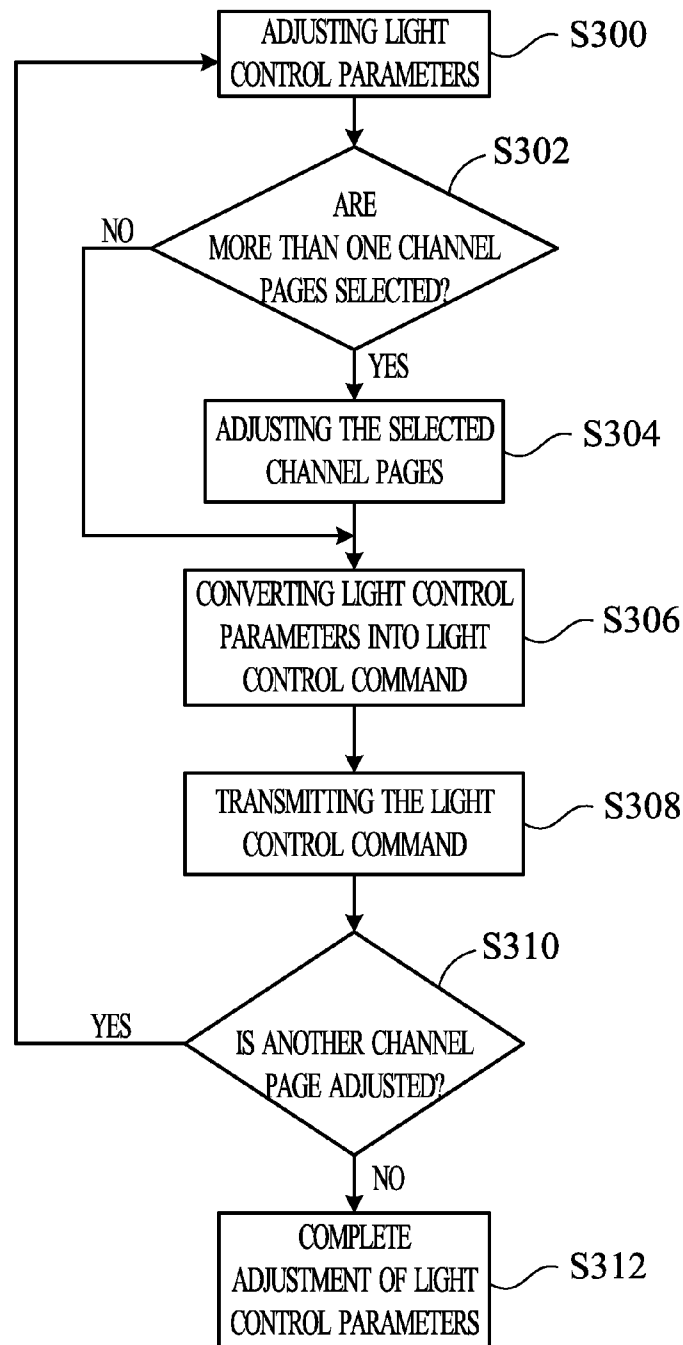 ADJUSTING LIGHT
CONTROL PARAMETERS
S300
S302
ARE
MORE THAN ONE CHANNEL
PAGES SELECTED?
NO
YES
ADJUSTING THE SELECTED
CHANNEL PAGES
S304
CONVERTING LIGHT CONTROL
PARAMETERS INTO LIGHT
CONTROL COMMAND
S306
TRANSMITTING THE LIGHT
CONTROL COMMAND
S308
S310
YES
IS ANOTHER CHANNEL
PAGE ADJUSTED?
NO
COMPLETE
ADJUSTMENT OF LIGHT
CONTROL PARAMETERS
S312